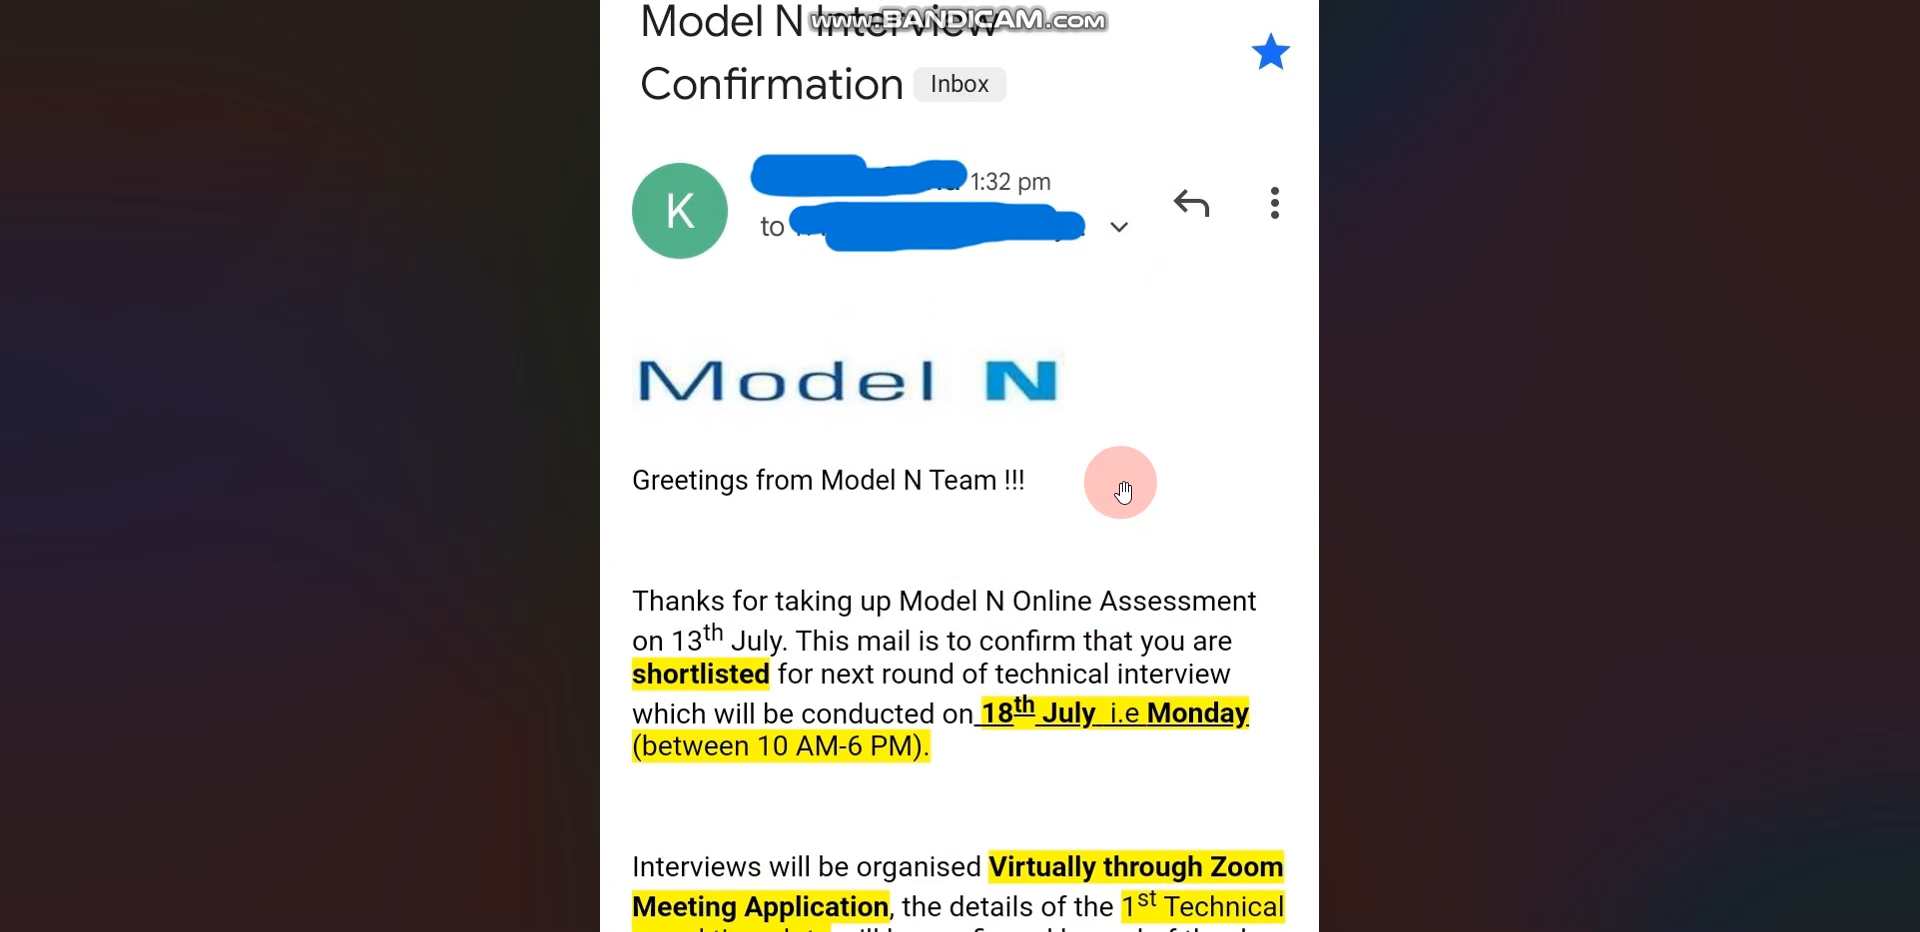 www.BANDICAM.com
Model N Interview
Confirmation Inbox
K
1:32 pm
to
Model N
Greetings from Model N Team !!!
Thanks for taking up Model N Online Assessment
on 13th July. This mail is to confirm that you are
shortlisted for next round of technical interview
which will be conducted on 18th July i.e Monday
(between 10 AM-6 PM).
Interviews will be organised Virtually through Zoom
Meeting Application, the details of the 1st Technical